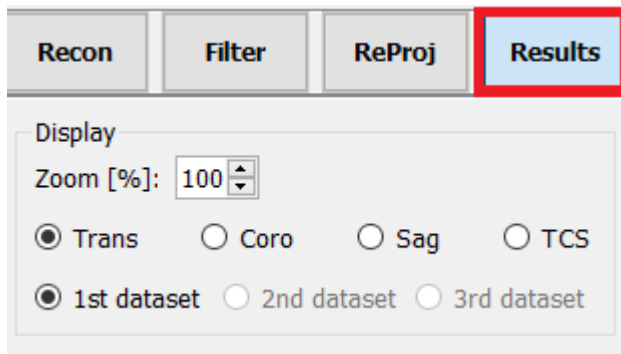 Recon Filter ReProj Results
Display
Zoom [%]: 100
Trans Coro Sag TCS
1st dataset 2nd dataset 3rd dataset